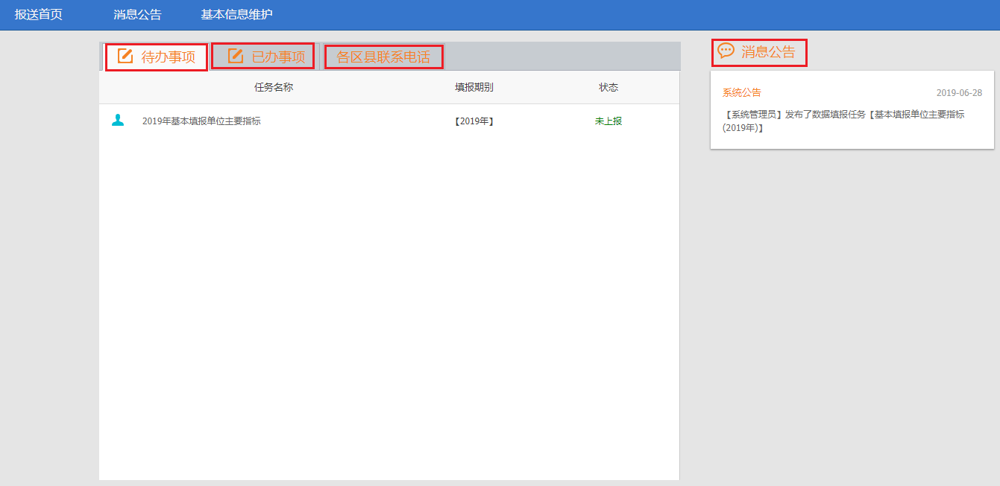 报送首页 消息公告 基本信息维护
待办事项 已办事项 各区县联系电话
任务名称 填报期别 状态
2019年基本填报单位主要指标 【2019年】 未上报
消息公告
系统公告 2019-06-28
【系统管理员】发布了数据填报任务【基本填报单位主要指标
(2019年)】